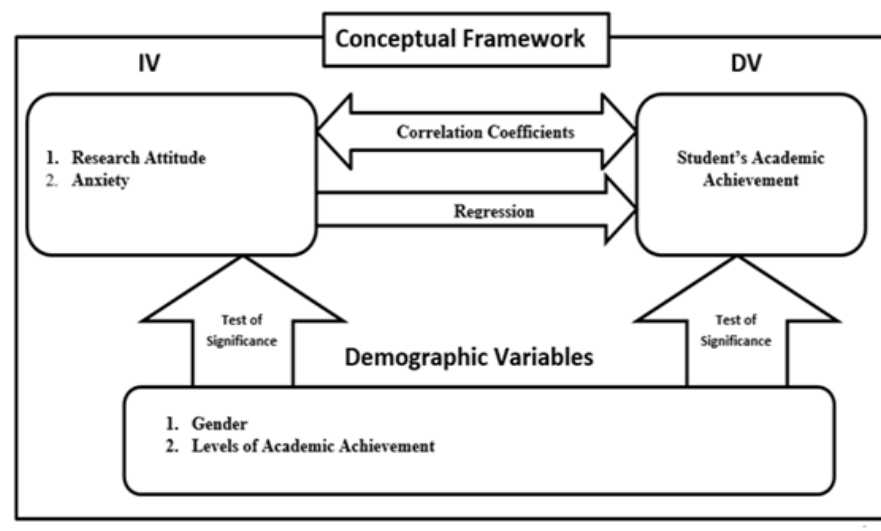 Conceptual Framework
IV
DV
1. Research Attitude
2. Anxiety
Correlation Coefficients
Regression
Student's Academic
Achievement
Test of
Significance
Test of
Significance
Demographic Variables
1. Gender
2. Levels of Academic Achievement